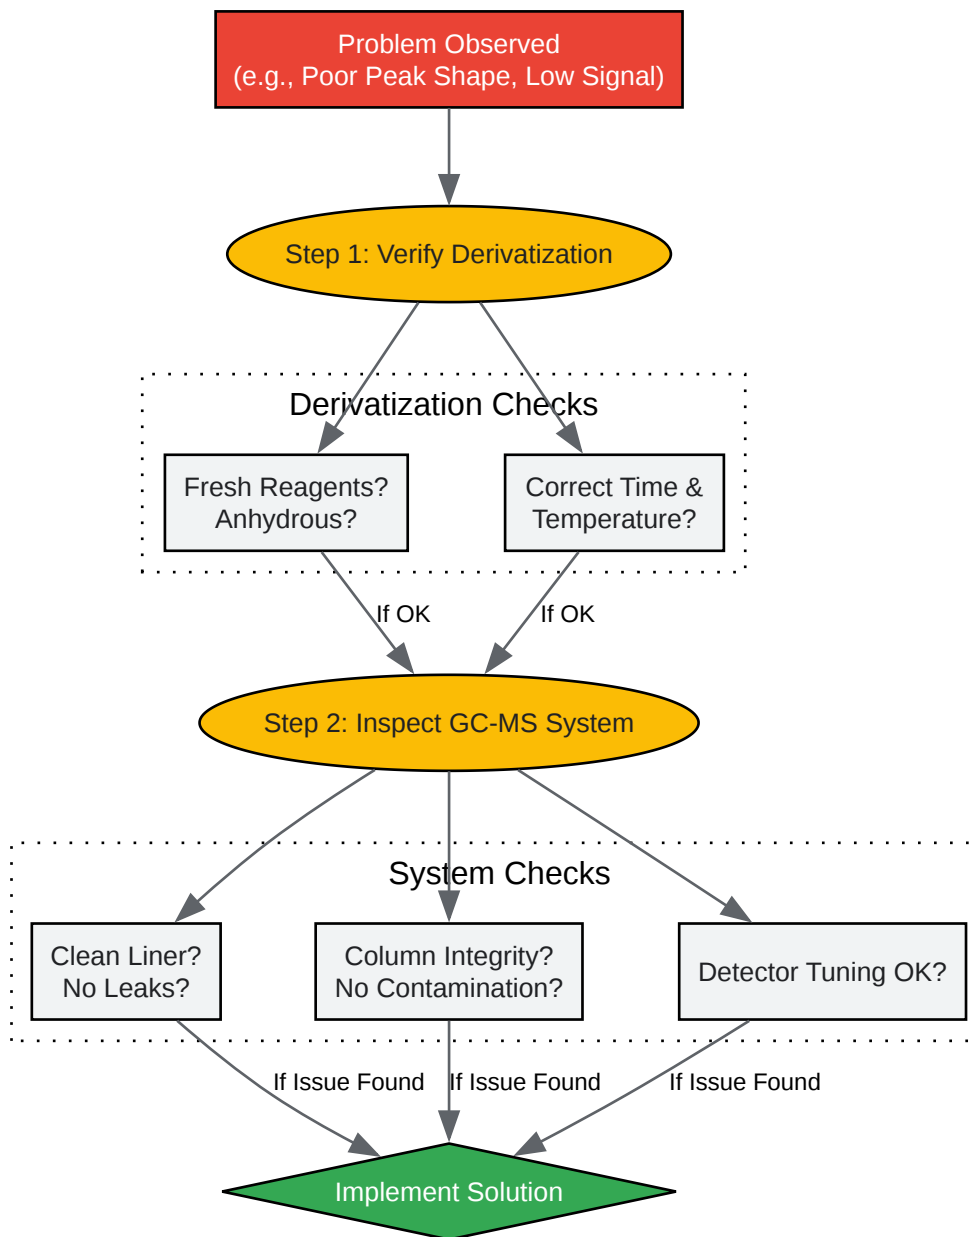 Problem Observed
(e.g., Poor Peak Shape, Low Signal)
Step 1: Verify Derivatization
Derivatization Checks
Fresh Reagents?
Anhydrous?
Correct Time &
Temperature?
If OK
If OK
Step 2: Inspect GC-MS System
System Checks
Clean Liner?
No Leaks?
Column Integrity?
No Contamination?
Detector Tuning OK?
If Issue Found
If Issue Found
If Issue Found
Implement Solution